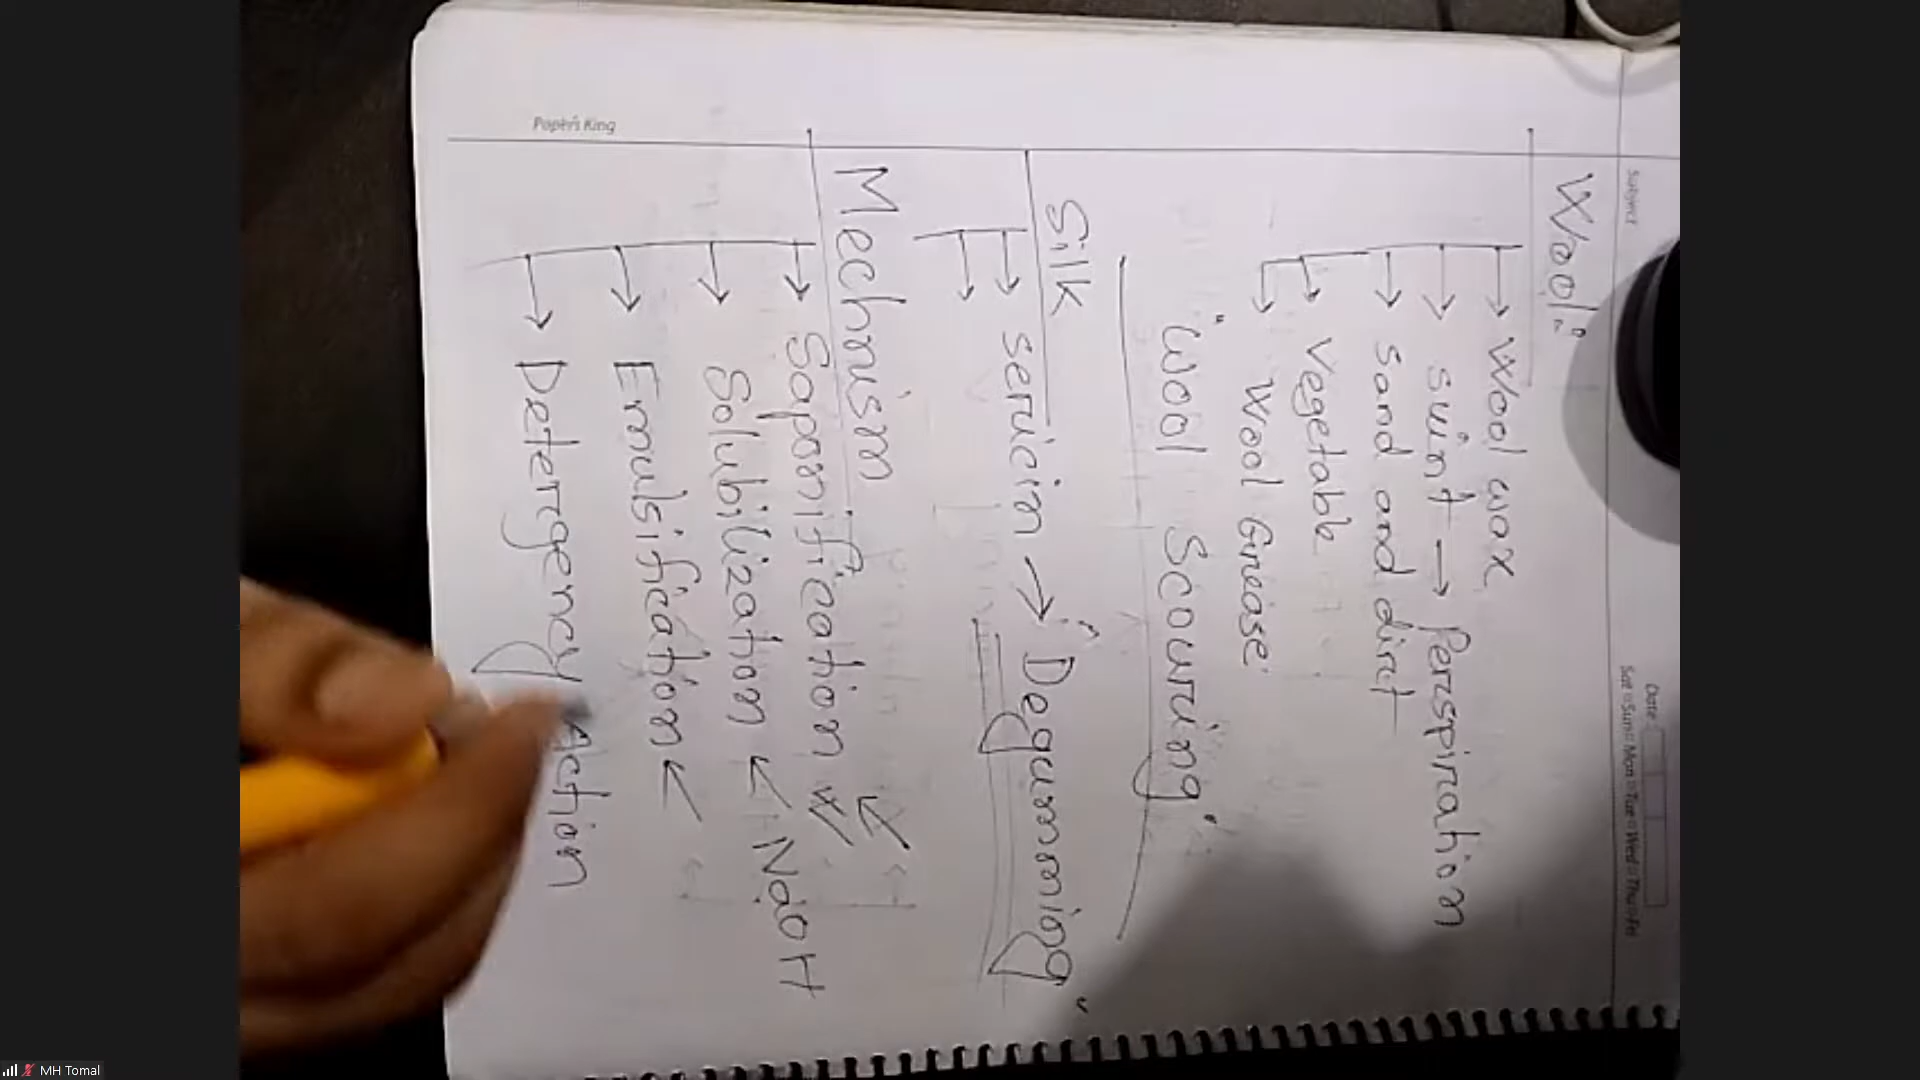 Subject
Date
Sat Sun Mon Tue Wed Thu Fri
Wool:
→ Wool wax
→ suint → Perspiration
→ Sand and dirt
→ Vegetable
→ Wool Grease
"Wool Scouring"
Silk
→ sericin → "Degumming"
Mechnism
→ Saponification
→ Solubilization ← NaOH
→ Emulsification ←
→ Detergency Action
Paper's King
MH Tomal